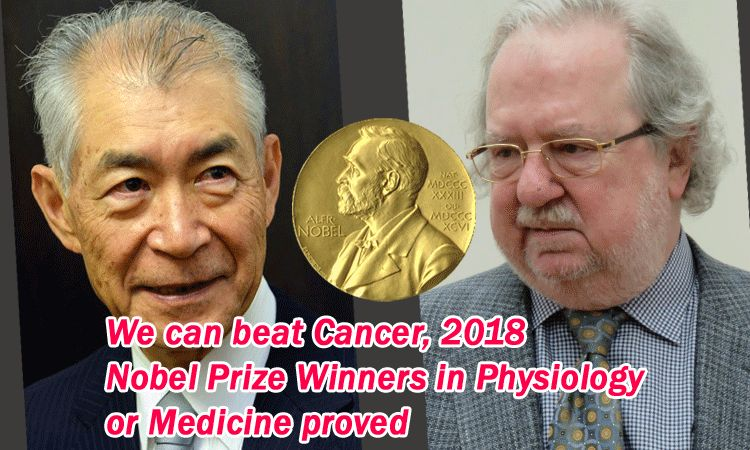 ALFR·
NOBEL
NAT·
MDCCC
XXXIII
OB·
MDCCC
XCVI
We can beat Cancer, 2018
Nobel Prize Winners in Physiology
or Medicine proved